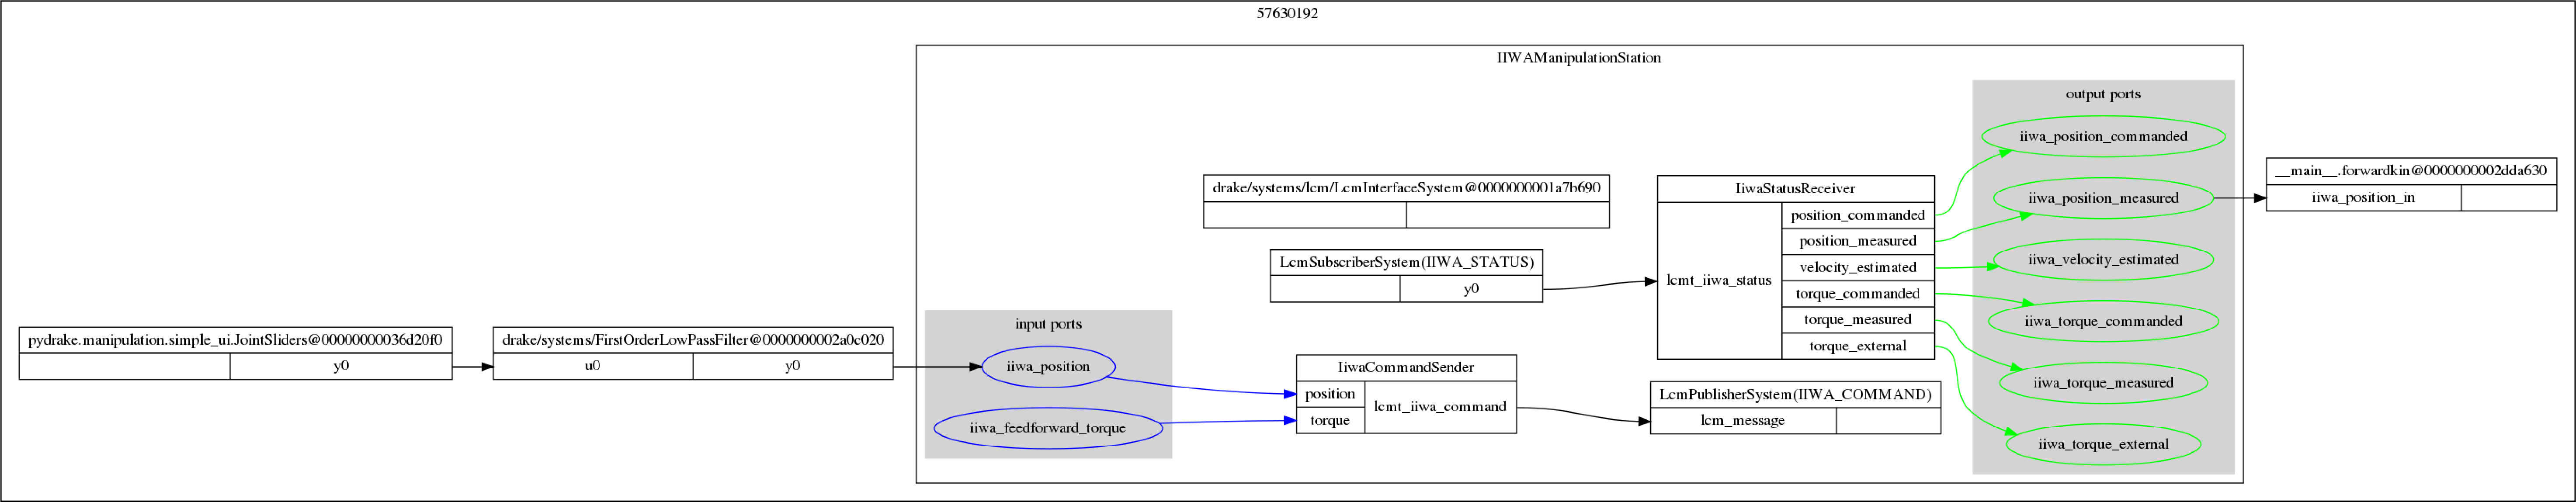 57630192
IIWAManipulationStation
pydrake.manipulation.simple_ui.JointSliders@00000000036d20f0
y0
drake/systems/FirstOrderLowPassFilter@0000000002a0c020
u0
y0
input ports
iiwa_position
iiwa_feedforward_torque
drake/systems/lcm/LcmInterfaceSystem@0000000001a7b690
LcmSubscriberSystem(IIWA_STATUS)
y0
IiwaCommandSender
position
torque
lcmt_iiwa_command
IiwaStatusReceiver
lcmt_iiwa_status
position_commanded
position_measured
velocity_estimated
torque_commanded
torque_measured
torque_external
LcmPublisherSystem(IIWA_COMMAND)
lcm_message
output ports
iiwa_position_commanded
iiwa_position_measured
iiwa_velocity_estimated
iiwa_torque_commanded
iiwa_torque_measured
iiwa_torque_external
__main__.forwardkin@0000000002dda630
iiwa_position_in